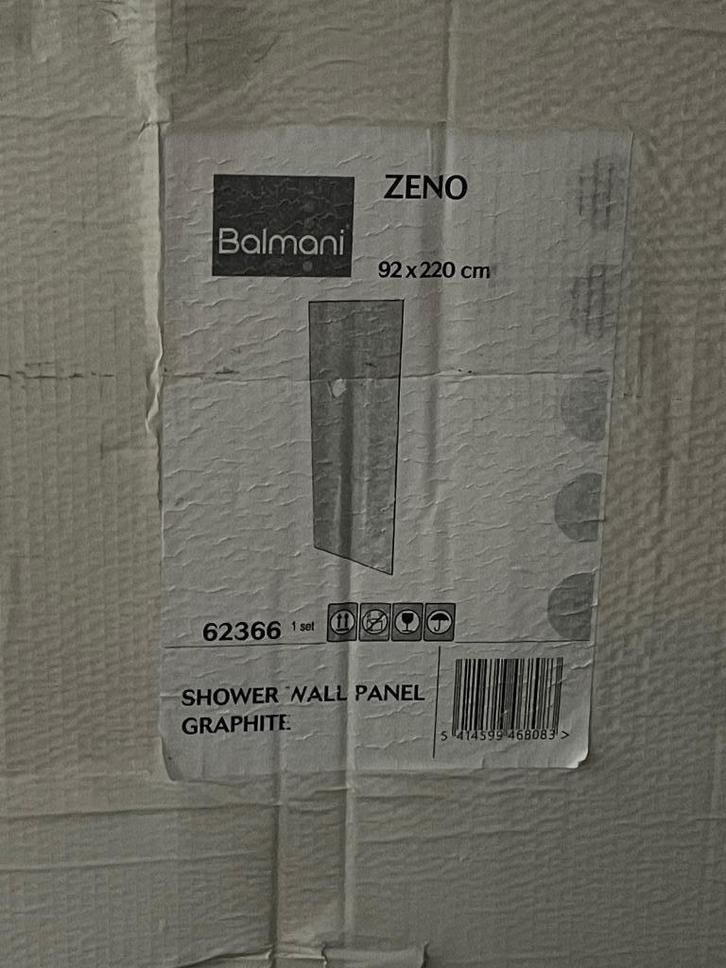 ZENO
Balmani
92 x 220 cm
62366 1 set
SHOWER WALL PANEL
GRAPHITE
5 414599 468083 >